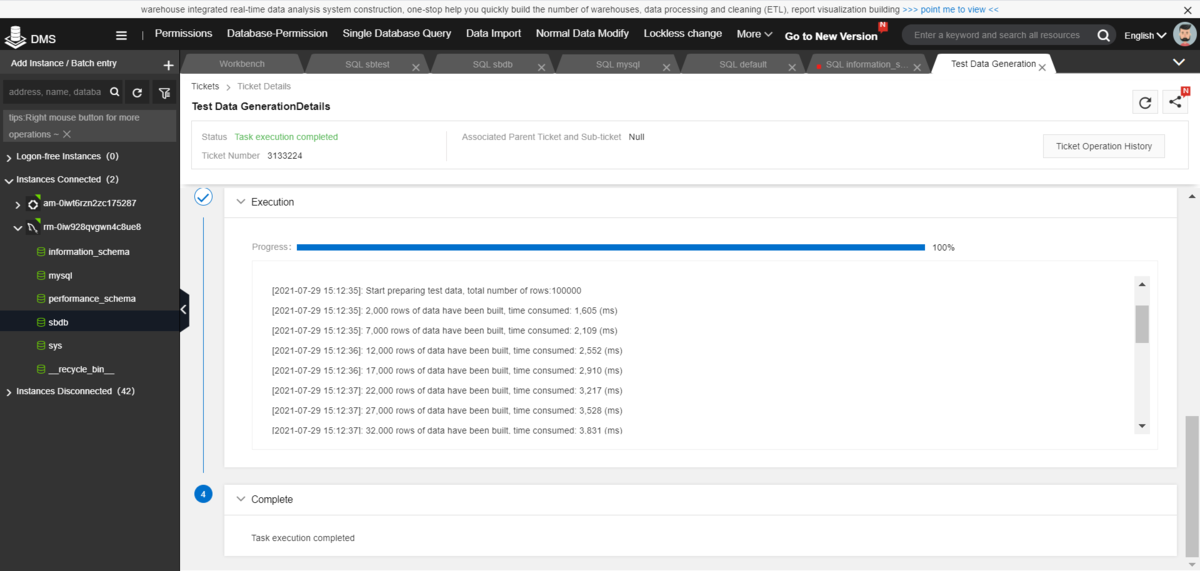 warehouse integrated real-time data analysis system construction, one-stop help you quickly build the number of warehouses, data processing and cleaning (ETL), report visualization building >>> point me to view <<
DMS
Permissions Database-Permission Single Database Query Data Import Normal Data Modify Lockless change More Go to New Version N Enter a keyword and search all resources English
Add Instance / Batch entry
Workbench SQL sbtest SQL sbdb SQL mysql SQL default SQL information_s... Test Data Generation
address, name, databa
tips:Right mouse button for more
operations ~
Logon-free Instances (0)
Instances Connected (2)
am-0iwl6rzn2zc175287
rm-0iw928qvgwn4c8ue8
information_schema
mysql
performance_schema
sbdb
sys
__recycle_bin__
Instances Disconnected (42)
Tickets > Ticket Details
Test Data GenerationDetails
N
Status Task execution completed
Associated Parent Ticket and Sub-ticket Null
Ticket Number 3133224
Ticket Operation History
Execution
Progress: 100%
[2021-07-29 15:12:35]: Start preparing test data, total number of rows:100000
[2021-07-29 15:12:35]: 2,000 rows of data have been built, time consumed: 1,605 (ms)
[2021-07-29 15:12:35]: 7,000 rows of data have been built, time consumed: 2,109 (ms)
[2021-07-29 15:12:36]: 12,000 rows of data have been built, time consumed: 2,552 (ms)
[2021-07-29 15:12:36]: 17,000 rows of data have been built, time consumed: 2,910 (ms)
[2021-07-29 15:12:37]: 22,000 rows of data have been built, time consumed: 3,217 (ms)
[2021-07-29 15:12:37]: 27,000 rows of data have been built, time consumed: 3,528 (ms)
[2021-07-29 15:12:37]: 32,000 rows of data have been built, time consumed: 3,831 (ms)
4
Complete
Task execution completed